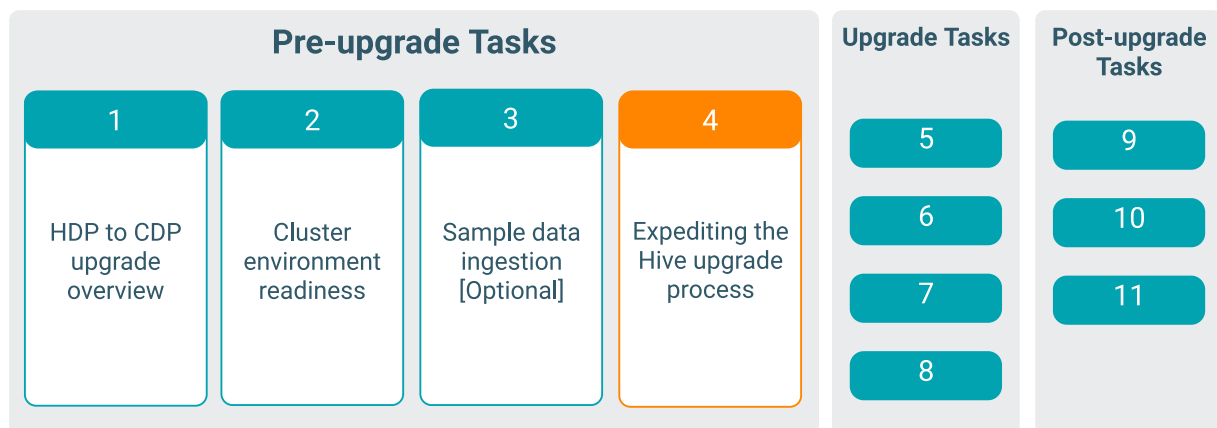 Pre-upgrade Tasks
1
HDP to CDP
upgrade
overview
2
Cluster
environment
readiness
3
Sample data
ingestion
[Optional]
4
Expediting the
Hive upgrade
process
Upgrade Tasks
5
6
7
8
Post-upgrade
Tasks
9
10
11